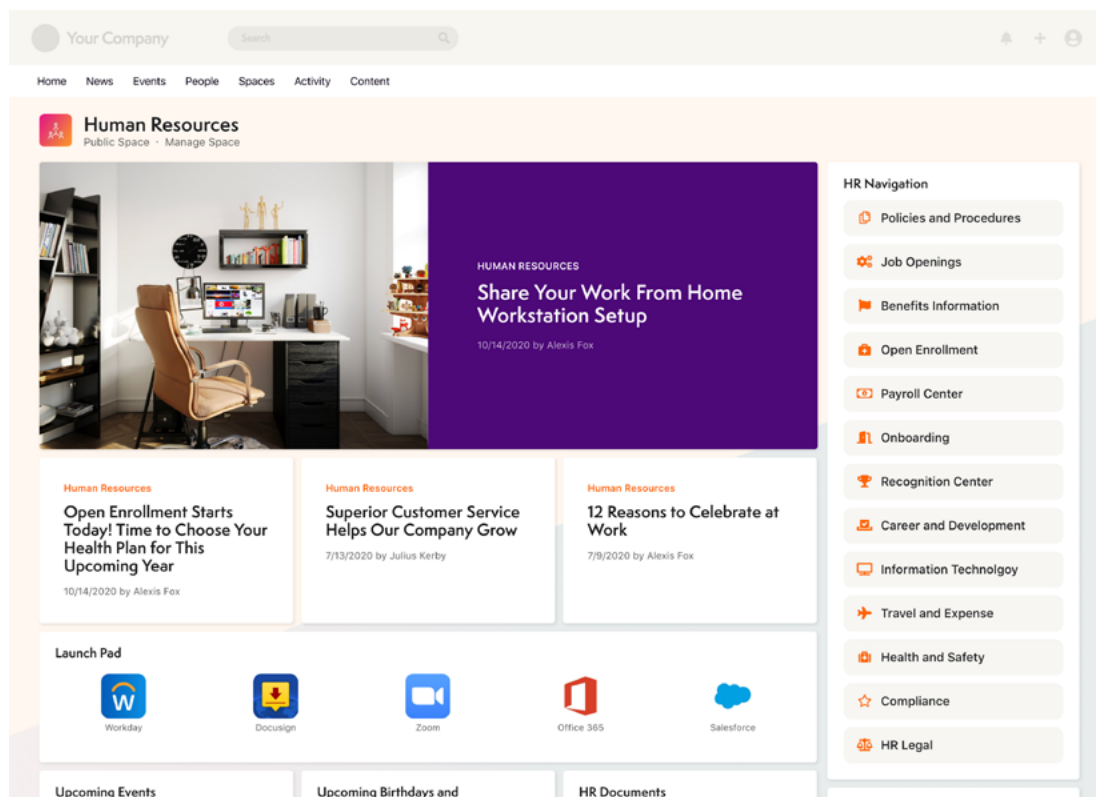 Your Company
Search
Home News Events People Spaces Activity Content
Human Resources
Public Space · Manage Space
HUMAN RESOURCES
Share Your Work From Home
Workstation Setup
10/14/2020 by Alexis Fox
Human Resources
Open Enrollment Starts
Today! Time to Choose Your
Health Plan for This
Upcoming Year
10/14/2020 by Alexis Fox
Human Resources
Superior Customer Service
Helps Our Company Grow
7/13/2020 by Julius Kerby
Human Resources
12 Reasons to Celebrate at
Work
7/9/2020 by Alexis Fox
Launch Pad
Workday
Docusign
Zoom
Office 365
Salesforce
Upcoming Events
Upcoming Birthdays and
HR Documents
HR Navigation
Policies and Procedures
Job Openings
Benefits Information
Open Enrollment
Payroll Center
Onboarding
Recognition Center
Career and Development
Information Technolgoy
Travel and Expense
Health and Safety
Compliance
HR Legal